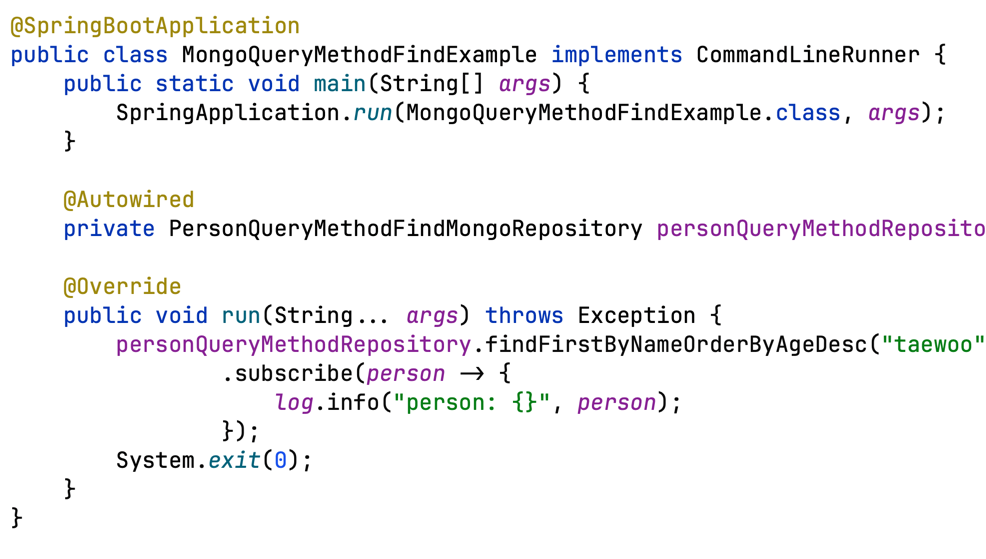 @SpringBootApplication
public class MongoQueryMethodFindExample implements CommandLineRunner {
    public static void main(String[] args) {
        SpringApplication.run(MongoQueryMethodFindExample.class, args);
    }

    @Autowired
    private PersonQueryMethodFindMongoRepository personQueryMethodReposito

    @Override
    public void run(String... args) throws Exception {
        personQueryMethodRepository.findFirstByNameOrderByAgeDesc("taewoo"
                .subscribe(person -> {
                    log.info("person: {}", person);
                });
        System.exit(0);
    }
}